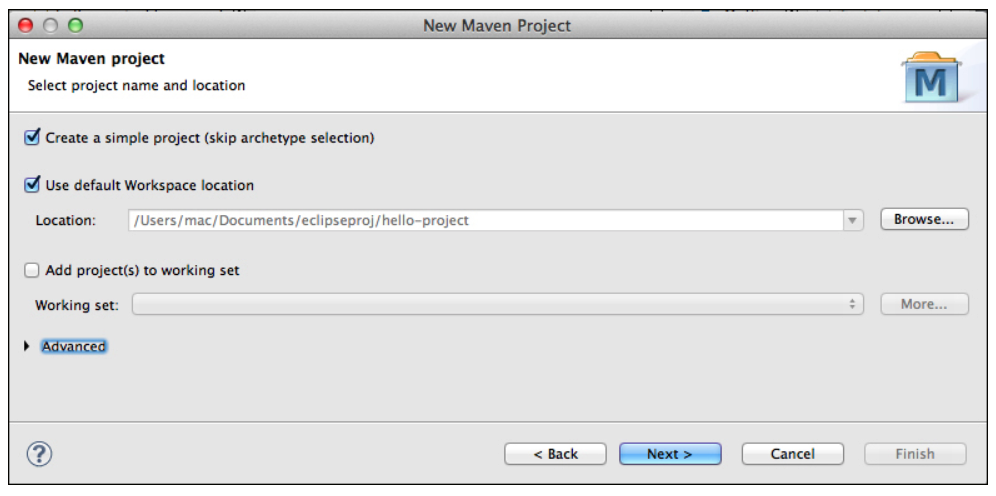 New Maven Project
New Maven project
Select project name and location
M
Create a simple project (skip archetype selection)
Use default Workspace location
Location: /Users/mac/Documents/eclipseproj/hello-project Browse...
Add project(s) to working set
Working set: More...
Advanced
? < Back Next > Cancel Finish